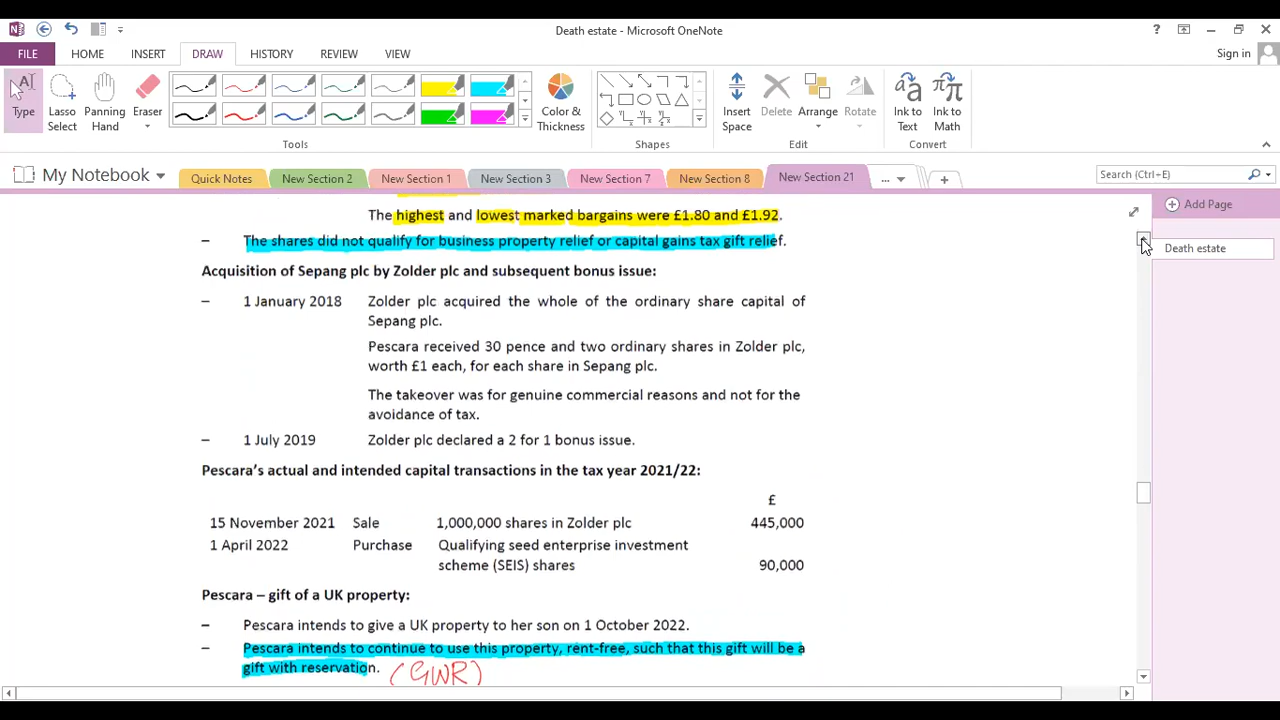 Death estate - Microsoft OneNote
FILE HOME INSERT DRAW HISTORY REVIEW VIEW
Sign in
Type
Lasso Select
Panning Hand
Eraser
Color & Thickness
Insert Space
Delete
Arrange
Rotate
Ink to Text
Ink to Math
Tools
Shapes
Edit
Convert
My Notebook
Quick Notes New Section 2 New Section 1 New Section 3 New Section 7 New Section 8 New Section 21 ...
Search (Ctrl+E)
Add Page
Death estate
The highest and lowest marked bargains were £1.80 and £1.92.
– The shares did not qualify for business property relief or capital gains tax gift relief.
Acquisition of Sepang plc by Zolder plc and subsequent bonus issue:
– 1 January 2018 Zolder plc acquired the whole of the ordinary share capital of
Sepang plc.
Pescara received 30 pence and two ordinary shares in Zolder plc,
worth £1 each, for each share in Sepang plc.
The takeover was for genuine commercial reasons and not for the
avoidance of tax.
– 1 July 2019 Zolder plc declared a 2 for 1 bonus issue.
Pescara's actual and intended capital transactions in the tax year 2021/22:
£
15 November 2021 Sale 1,000,000 shares in Zolder plc 445,000
1 April 2022 Purchase Qualifying seed enterprise investment
scheme (SEIS) shares 90,000
Pescara – gift of a UK property:
– Pescara intends to give a UK property to her son on 1 October 2022.
– Pescara intends to continue to use this property, rent-free, such that this gift will be a
gift with reservation. (GWR)